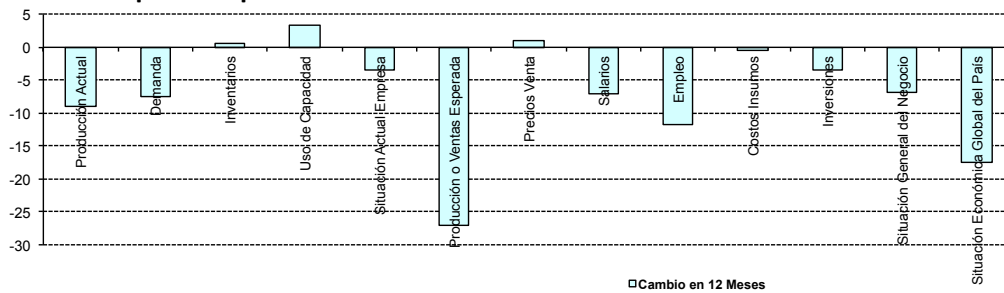 5
0
-5
-10
-15
-20
-25
-30
Producción Actual
Demanda
Inventarios
Uso de Capacidad
Situación Actual Empresa
Producción o Ventas Esperada
Precios Venta
Salarios
Empleo
Costos Insumos
Inversiones
Situación General del Negocio
Situación Económica Global del País
Cambio en 12 Meses